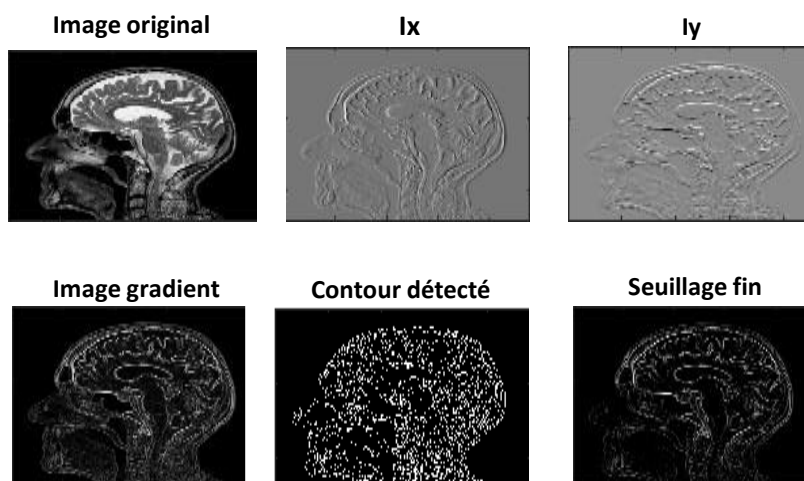 Image original
Ix
Iy
Image gradient
Contour détecté
Seuillage fin